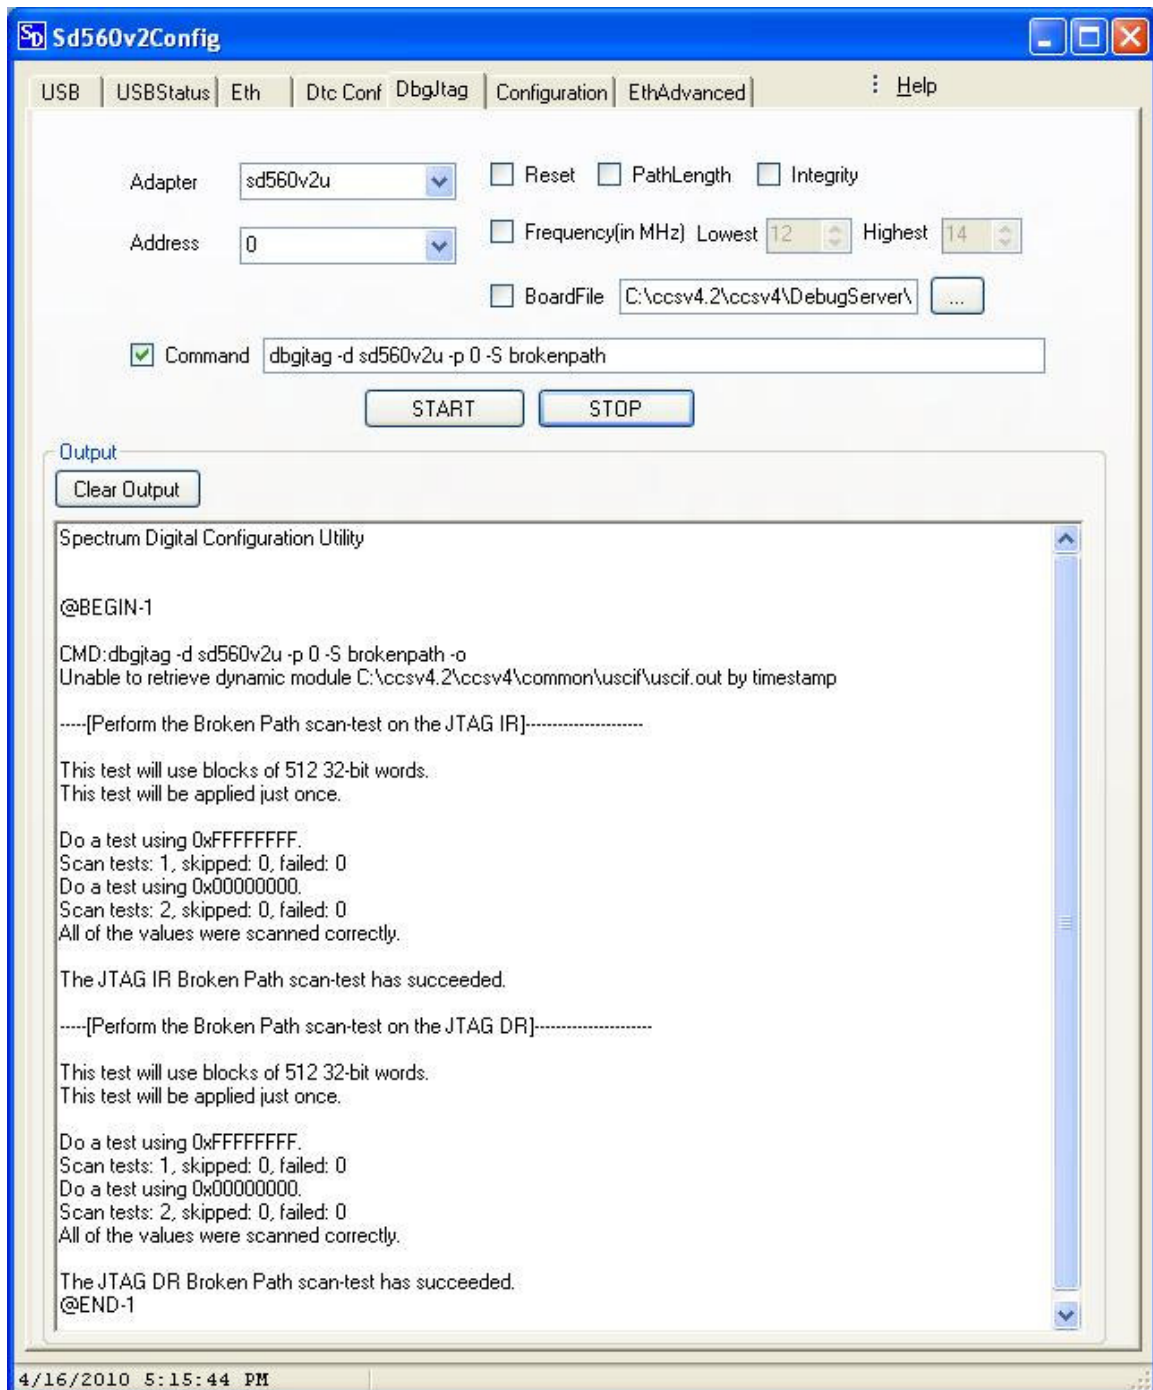 SD Sd560v2Config
USB USBStatus Eth Dtc Conf DbgJtag Configuration EthAdvanced Help
Adapter sd560v2u Reset PathLength Integrity
Address 0 Frequency(in MHz) Lowest 12 Highest 14
BoardFile C:\ccsv4.2\ccsv4\DebugServer\ ...
Command dbgjtag -d sd560v2u -p 0 -S brokenpath
START STOP
Output
Clear Output
Spectrum Digital Configuration Utility
@BEGIN-1
CMD:dbgjtag -d sd560v2u -p 0 -S brokenpath -o
Unable to retrieve dynamic module C:\ccsv4.2\ccsv4\common\uscif\uscif.out by timestamp
-----[Perform the Broken Path scan-test on the JTAG IR]----------------------
This test will use blocks of 512 32-bit words.
This test will be applied just once.
Do a test using 0xFFFFFFFF.
Scan tests: 1, skipped: 0, failed: 0
Do a test using 0x00000000.
Scan tests: 2, skipped: 0, failed: 0
All of the values were scanned correctly.
The JTAG IR Broken Path scan-test has succeeded.
-----[Perform the Broken Path scan-test on the JTAG DR]----------------------
This test will use blocks of 512 32-bit words.
This test will be applied just once.
Do a test using 0xFFFFFFFF.
Scan tests: 1, skipped: 0, failed: 0
Do a test using 0x00000000.
Scan tests: 2, skipped: 0, failed: 0
All of the values were scanned correctly.
The JTAG DR Broken Path scan-test has succeeded.
@END-1
4/16/2010 5:15:44 PM